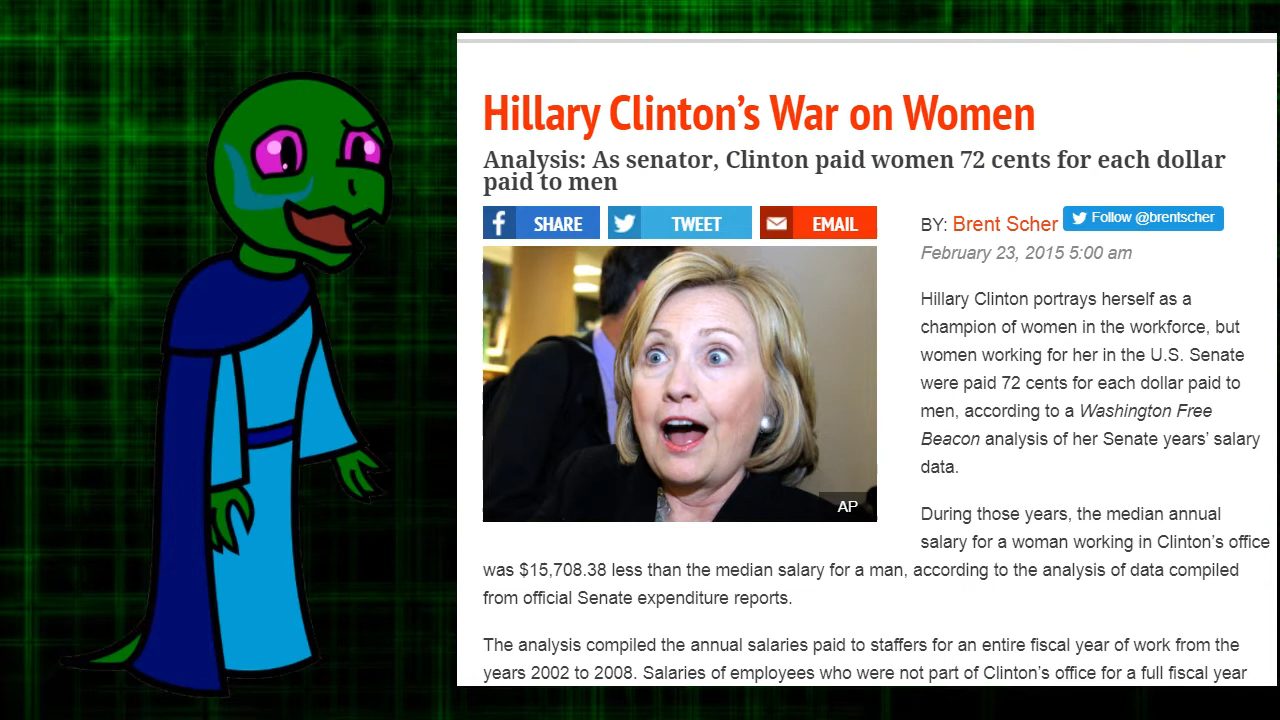 Hillary Clinton's War on Women
Analysis: As senator, Clinton paid women 72 cents for each dollar
paid to men
SHARE
TWEET
EMAIL
BY: Brent Scher
Follow @brentscher
February 23, 2015 5:00 am
AP
Hillary Clinton portrays herself as a
champion of women in the workforce, but
women working for her in the U.S. Senate
were paid 72 cents for each dollar paid to
men, according to a Washington Free
Beacon analysis of her Senate years' salary
data.
During those years, the median annual
salary for a woman working in Clinton's office
was $15,708.38 less than the median salary for a man, according to the analysis of data compiled
from official Senate expenditure reports.
The analysis compiled the annual salaries paid to staffers for an entire fiscal year of work from the
years 2002 to 2008. Salaries of employees who were not part of Clinton's office for a full fiscal year